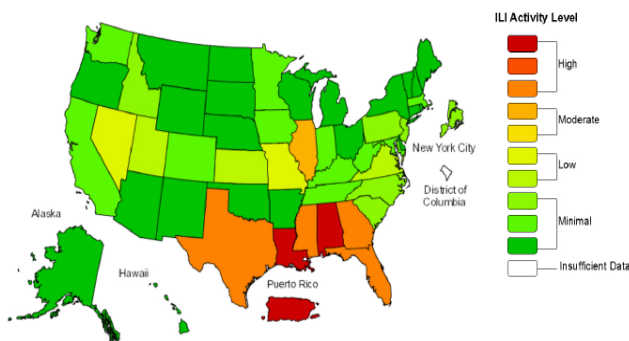 ILI Activity Level
High
Moderate
Low
Minimal
Insufficient Data
New York City
District of
Columbia
Alaska
Hawaii
Puerto Rico